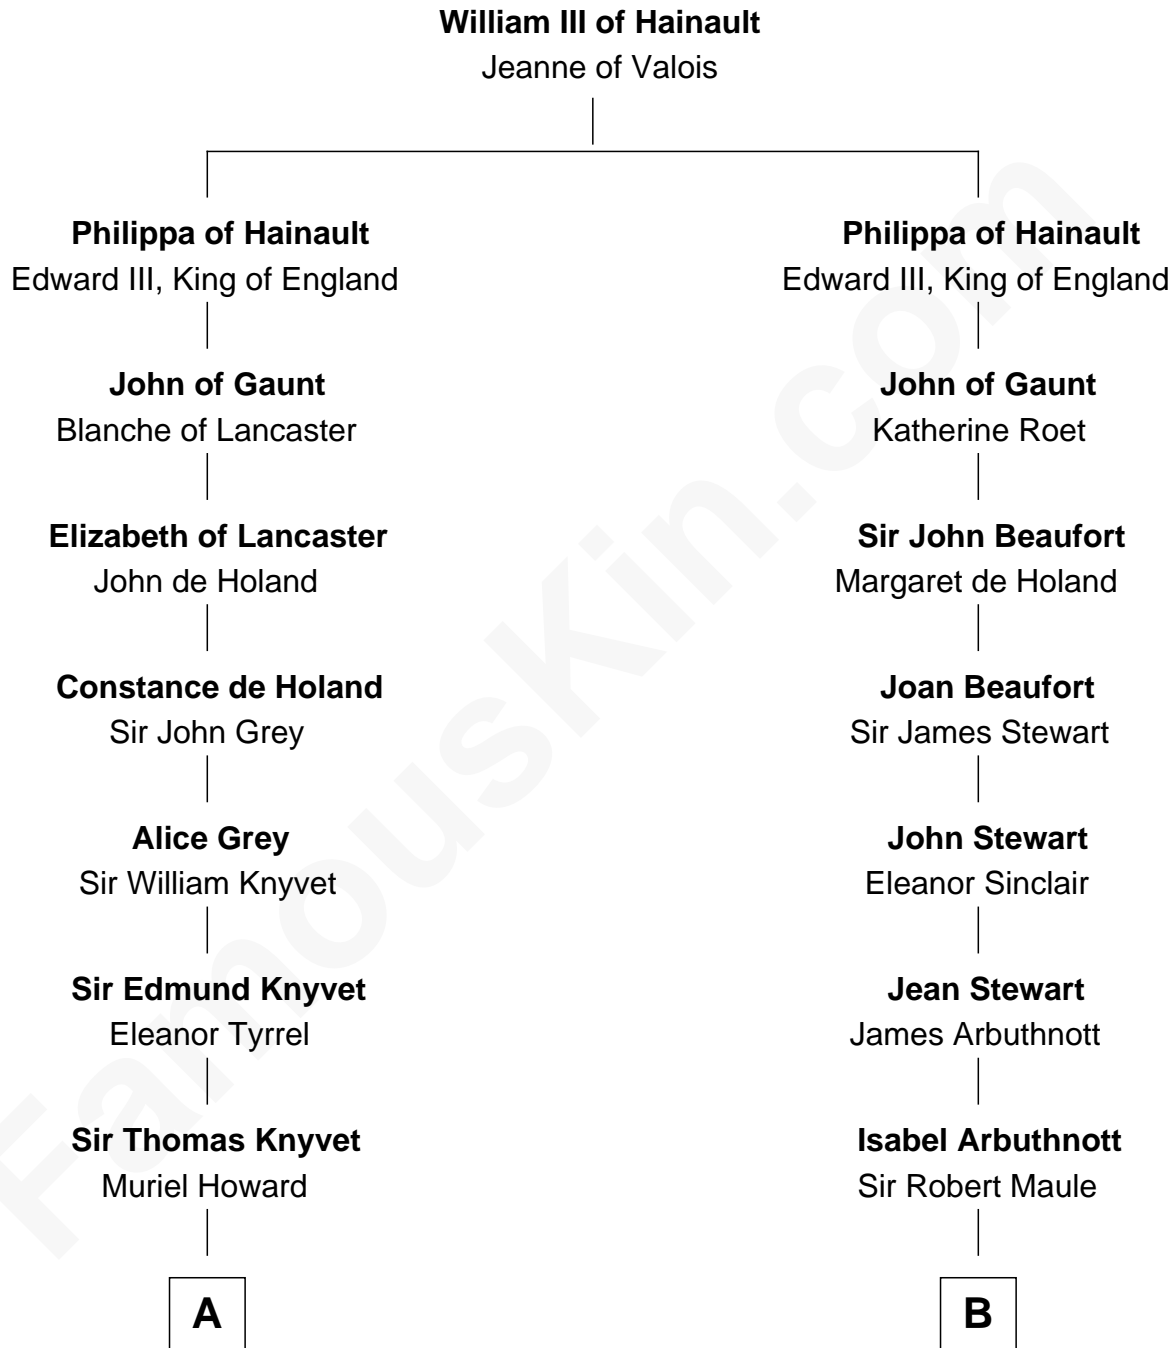 William III of Hainault
Jeanne of Valois
Philippa of Hainault
Edward III, King of England
John of Gaunt
Blanche of Lancaster
Elizabeth of Lancaster
John de Holand
Constance de Holand
Sir John Grey
Alice Grey
Sir William Knyvet
Sir Edmund Knyvet
Eleanor Tyrrel
Sir Thomas Knyvet
Muriel Howard
A
Philippa of Hainault
Edward III, King of England
John of Gaunt
Katherine Roet
Sir John Beaufort
Margaret de Holand
Joan Beaufort
Sir James Stewart
John Stewart
Eleanor Sinclair
Jean Stewart
James Arbuthnott
Isabel Arbuthnott
Sir Robert Maule
B
FamousKin.com